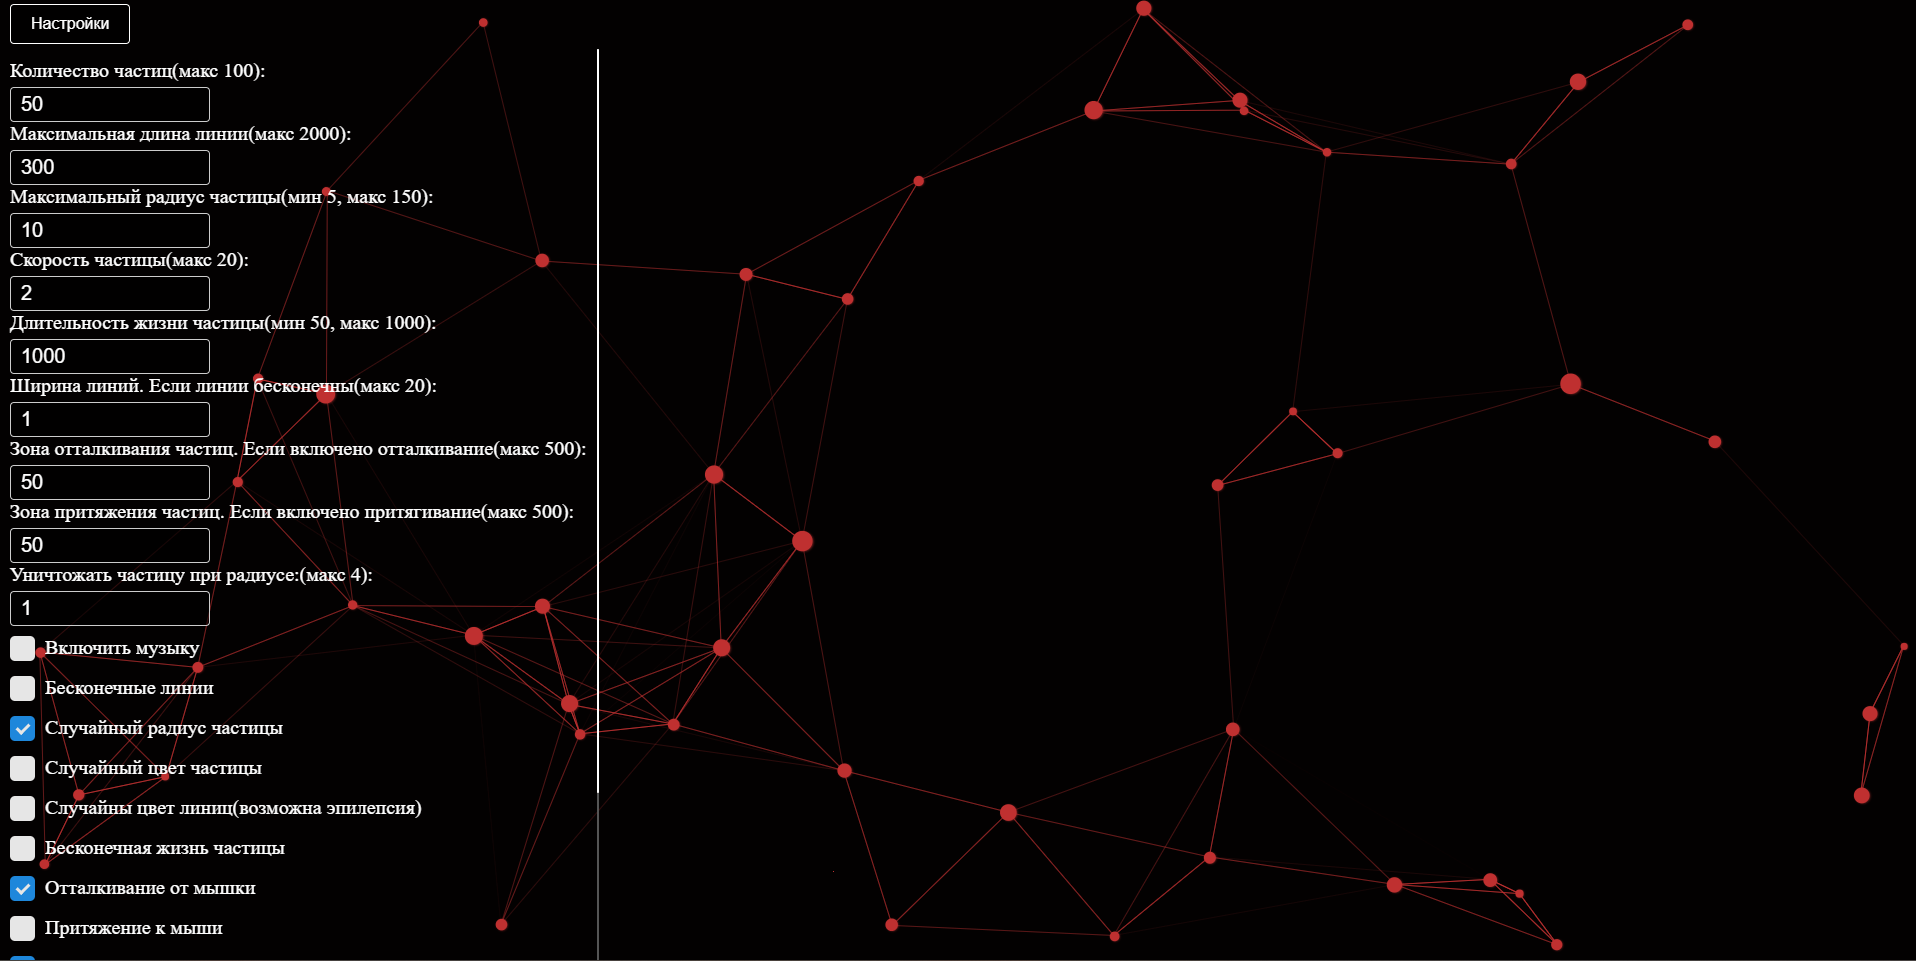 Настройки
Количество частиц(макс 100):
50
Максимальная длина линии(макс 2000):
300
Максимальный радиус частицы(мин 5, макс 150):
10
Скорость частицы(макс 20):
2
Длительность жизни частицы(мин 50, макс 1000):
1000
Ширина линий. Если линии бесконечны(макс 20):
1
Зона отталкивания частиц. Если включено отталкивание(макс 500):
50
Зона притяжения частиц. Если включено притягивание(макс 500):
50
Уничтожать частицу при радиусе:(макс 4):
1
Включить музыку
Бесконечные линии
Случайный радиус частицы
Случайный цвет частицы
Случайны цвет линиц(возможна эпилепсия)
Бесконечная жизнь частицы
Отталкивание от мышки
Притяжение к мыши